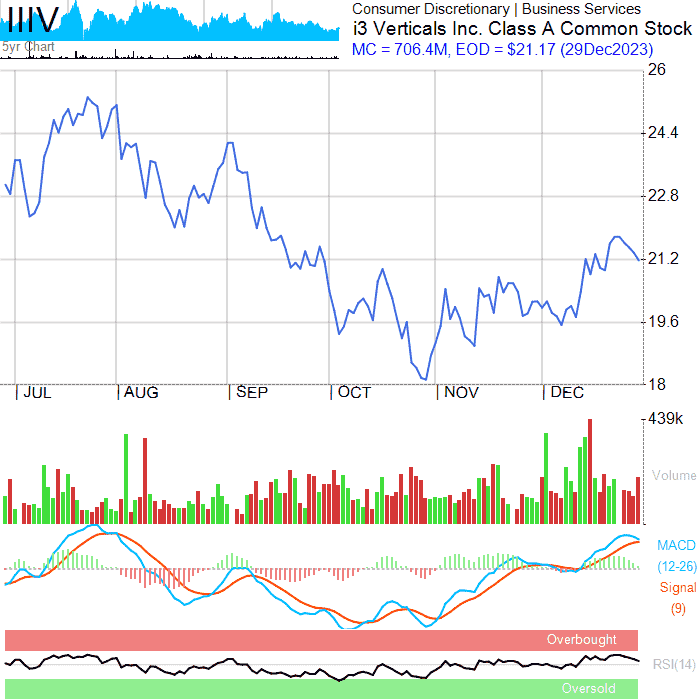 IIIV
5yr Chart
Consumer Discretionary | Business Services
i3 Verticals Inc. Class A Common Stock
MC = 706.4M, EOD = $21.17 (29Dec2023)
26
24.4
22.8
21.2
19.6
18
JUL
AUG
SEP
OCT
NOV
DEC
439k
Volume
MACD
(12-26)
Signal
(9)
Overbought
RSI(14)
Oversold